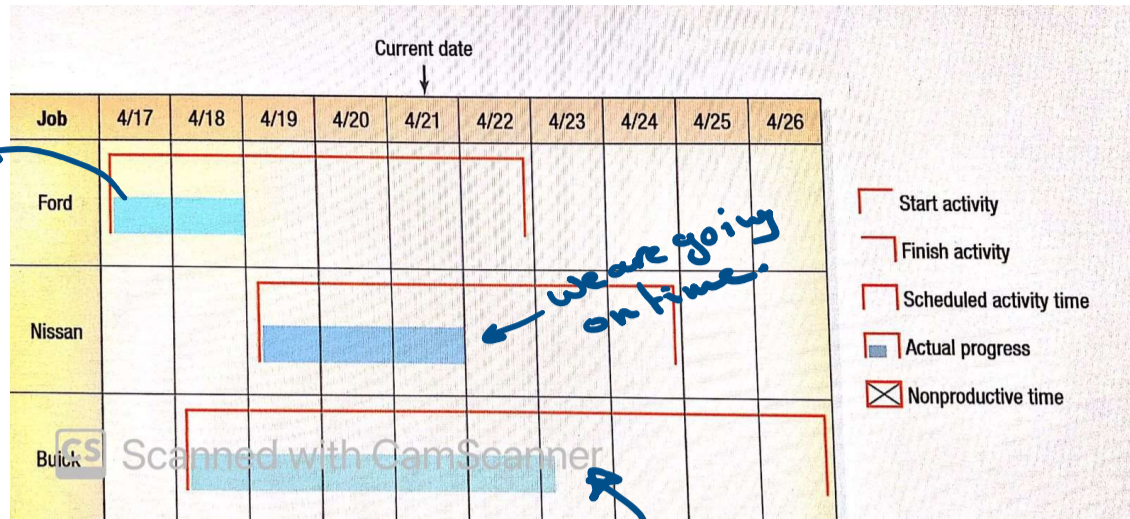 Current date
Job 4/17 4/18 4/19 4/20 4/21 4/22 4/23 4/24 4/25 4/26
Ford
we are going
on time.
Nissan
Buick
Start activity
Finish activity
Scheduled activity time
Actual progress
Nonproductive time
CS Scanned with CamScanner